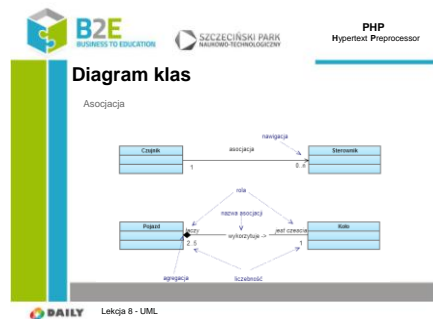 B2E
BUSINESS TO EDUCATION
SZCZECIŃSKI PARK
NAUKOWO-TECHNOLOGICZNY
PHP
Hypertext Preprocessor
Diagram klas
Asocjacja
nawigacja
Czujnik
asocjacja
Sterownik
1
0..n
rola
nazwa asocjacji
Pojazd
łączy
wykorzystuje ->
jest częścią
Koło
2..5
1
agregacja
liczebność
DAILY
Lekcja 8 - UML